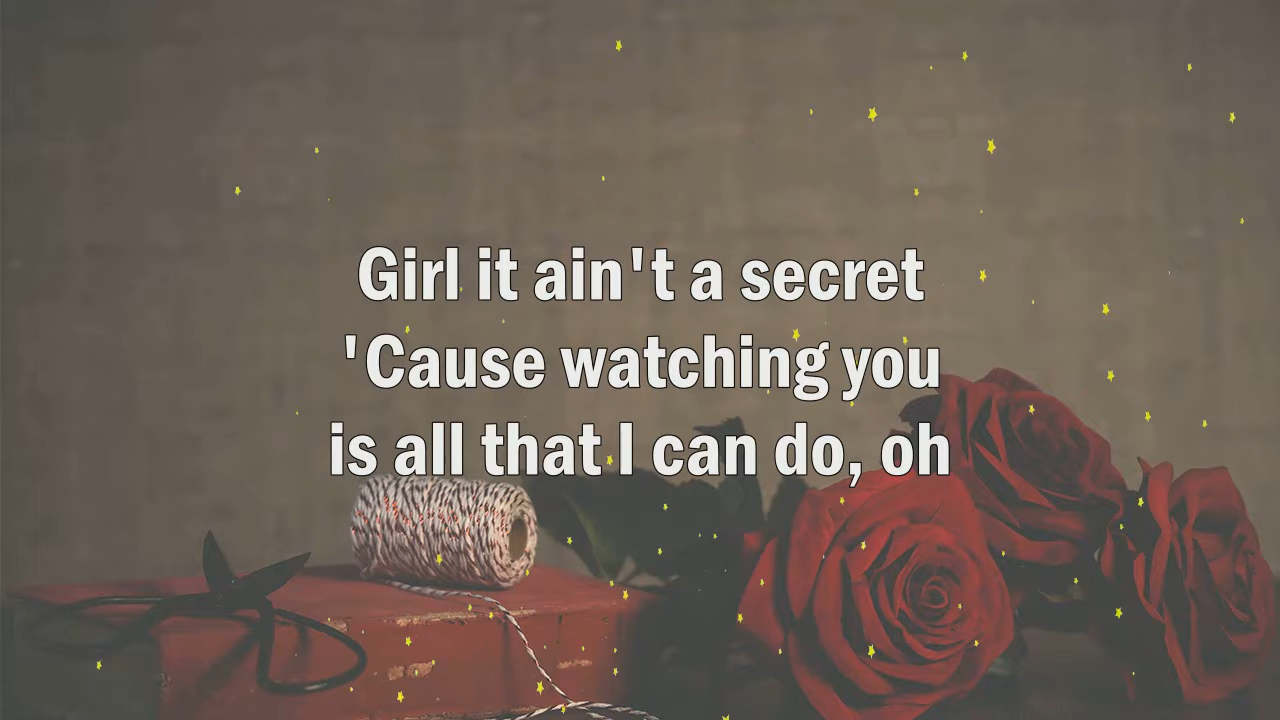 Girl it ain't a secret
'Cause watching you
is all that I can do, oh